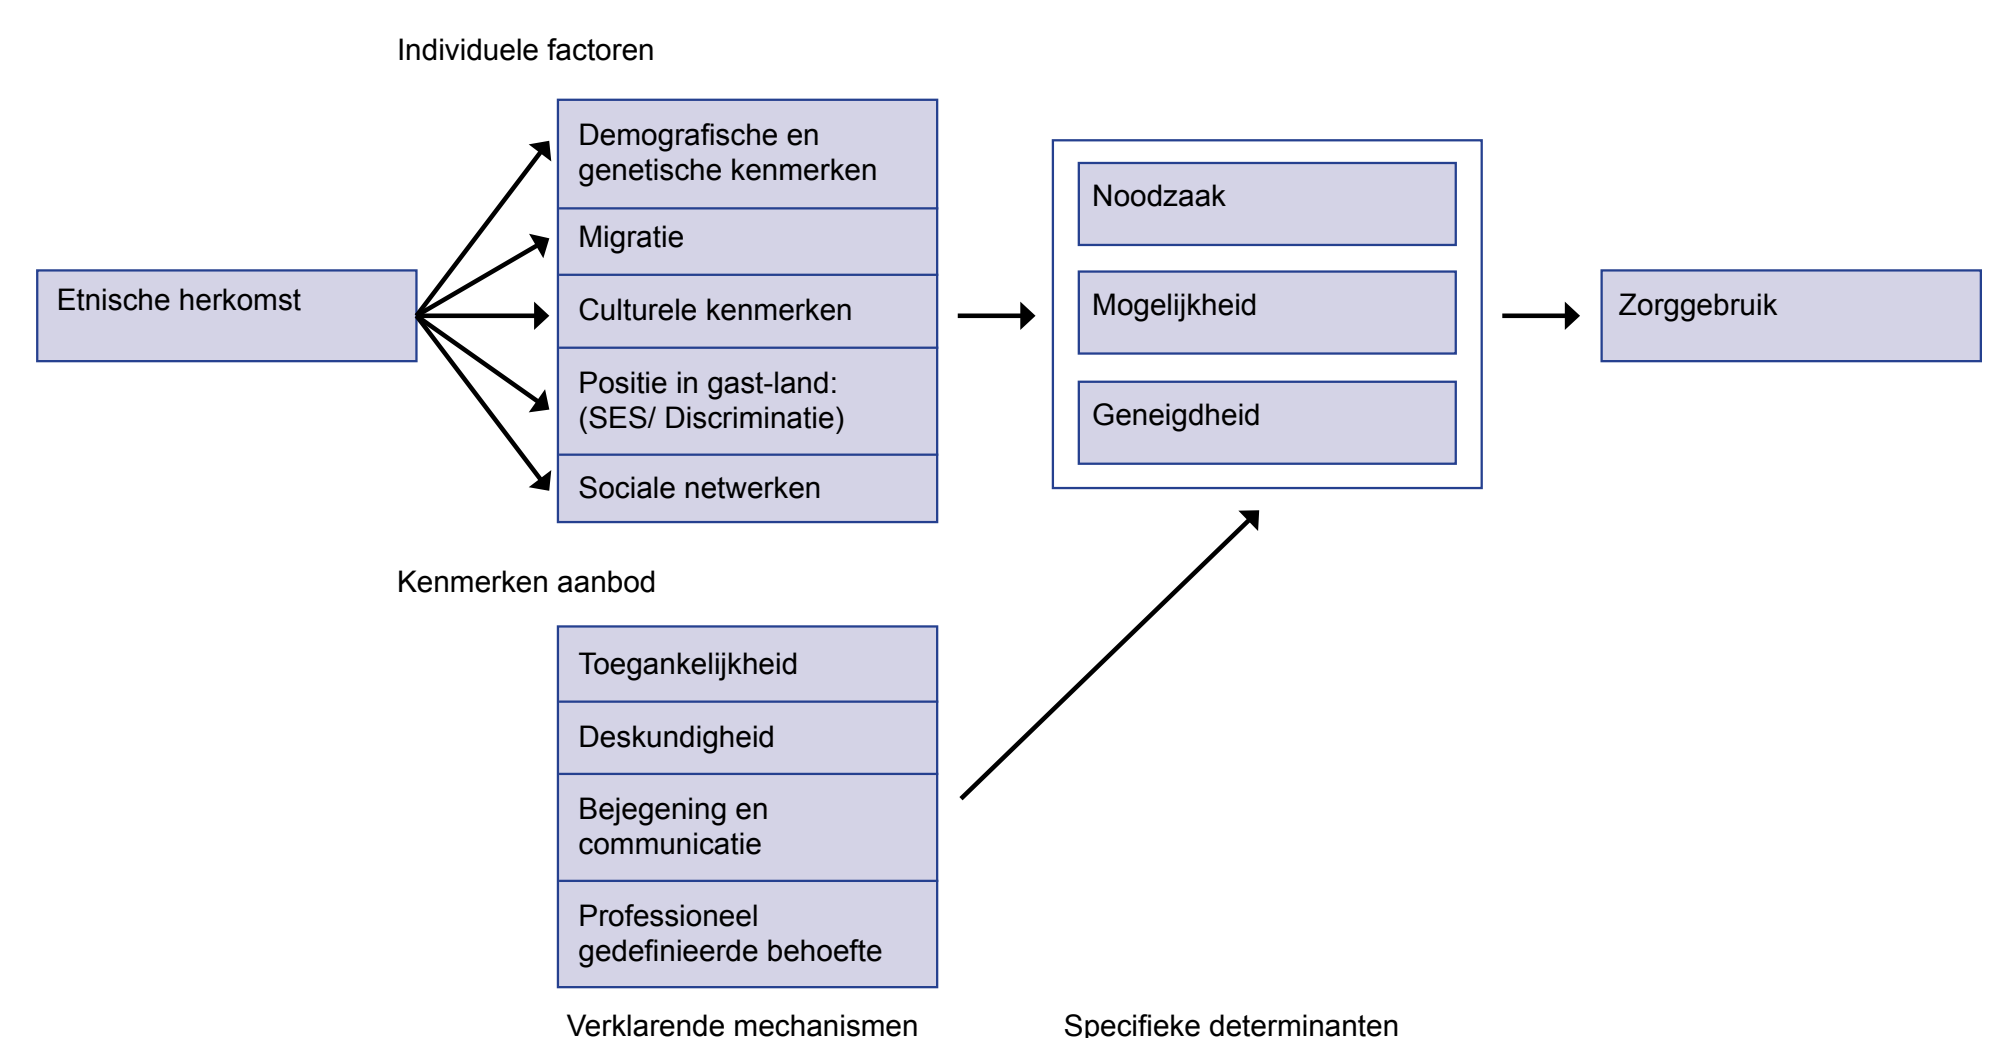 Individuele factoren
Etnische herkomst
Demografische en
genetische kenmerken
Migratie
Culturele kenmerken
Positie in gast-land:
(SES/ Discriminatie)
Sociale netwerken
Noodzaak
Mogelijkheid
Geneigdheid
Zorggebruik
Kenmerken aanbod
Toegankelijkheid
Deskundigheid
Bejegening en
communicatie
Professioneel
gedefinieerde behoefte
Verklarende mechanismen
Specifieke determinanten